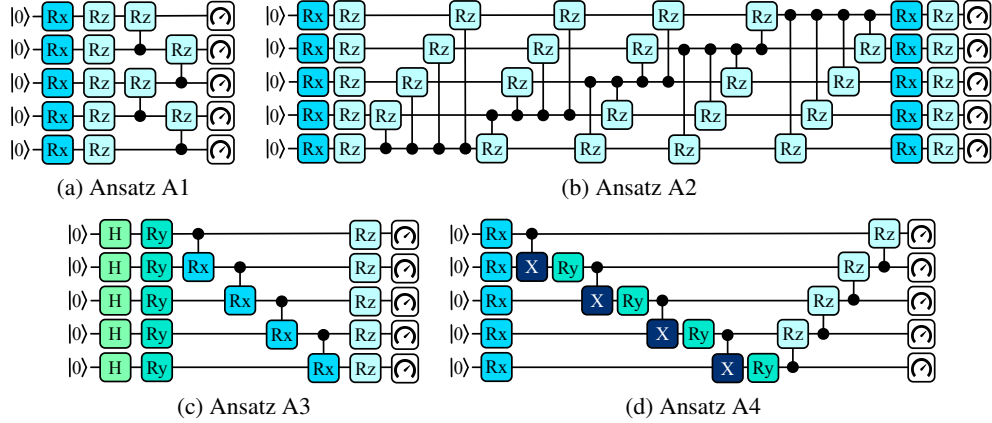 |0⟩ Rx Rz Rz
|0⟩ Rx Rz Rz
|0⟩ Rx Rz Rz
|0⟩ Rx Rz Rz
|0⟩ Rx Rz
(a) Ansatz A1
|0⟩ Rx Rz Rz Rz Rz Rz Rx Rz
|0⟩ Rx Rz Rz Rz Rz Rz Rx Rz
|0⟩ Rx Rz Rz Rz Rz Rz Rx Rz
|0⟩ Rx Rz Rz Rz Rz Rz Rx Rz
|0⟩ Rx Rz Rz Rz Rz Rz Rx Rz
(b) Ansatz A2
|0⟩ H Ry Rz
|0⟩ H Ry Rx Rz
|0⟩ H Ry Rx Rz
|0⟩ H Ry Rx Rz
|0⟩ H Ry Rx Rz
(c) Ansatz A3
|0⟩ Rx Rz
|0⟩ Rx X Ry Rz
|0⟩ Rx X Ry Rz
|0⟩ Rx X Ry Rz
|0⟩ Rx X Ry
(d) Ansatz A4